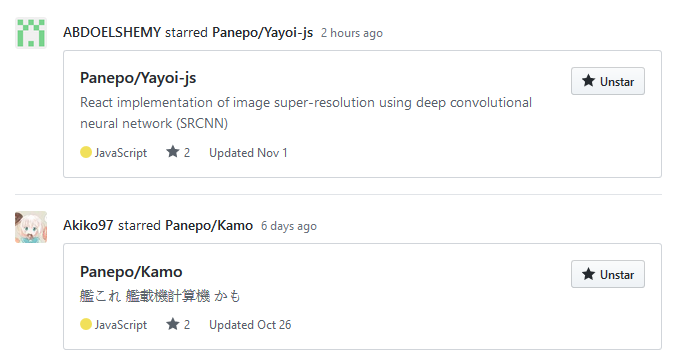 ABDOELSHEMY starred Panepo/Yayoi-js 2 hours ago
Panepo/Yayoi-js
Unstar
React implementation of image super-resolution using deep convolutional
neural network (SRCNN)
JavaScript 2 Updated Nov 1
Akiko97 starred Panepo/Kamo 6 days ago
Panepo/Kamo
Unstar
艦これ 艦載機計算機 かも
JavaScript 2 Updated Oct 26